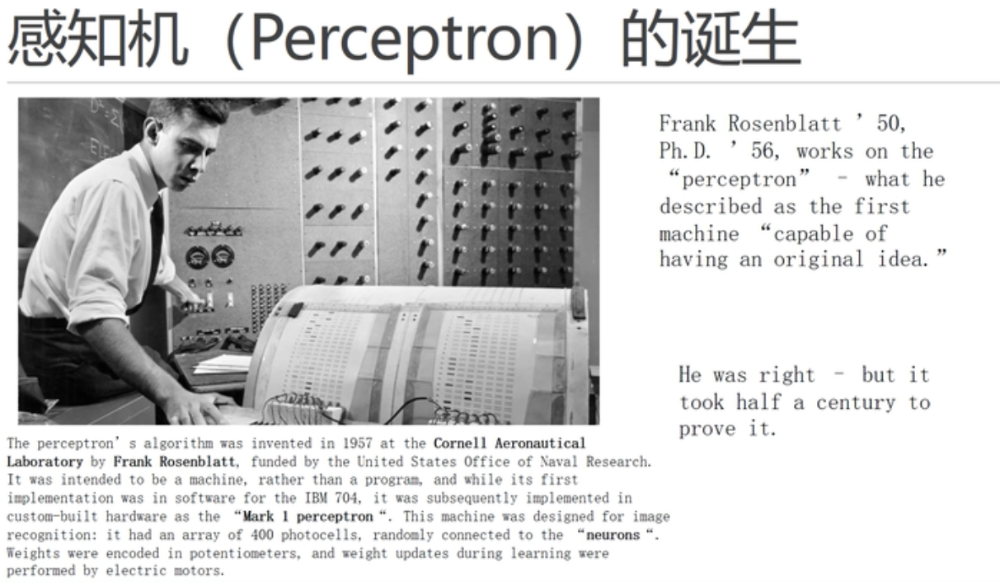 感知机（Perceptron）的诞生
Frank Rosenblatt ’50,
Ph.D. ’56, works on the
“perceptron” – what he
described as the first
machine “capable of
having an original idea.”
He was right – but it
took half a century to
prove it.
The perceptron’s algorithm was invented in 1957 at the Cornell Aeronautical
Laboratory by Frank Rosenblatt, funded by the United States Office of Naval Research.
It was intended to be a machine, rather than a program, and while its first
implementation was in software for the IBM 704, it was subsequently implemented in
custom-built hardware as the “Mark 1 perceptron “. This machine was designed for image
recognition: it had an array of 400 photocells, randomly connected to the “neurons “.
Weights were encoded in potentiometers, and weight updates during learning were
performed by electric motors.